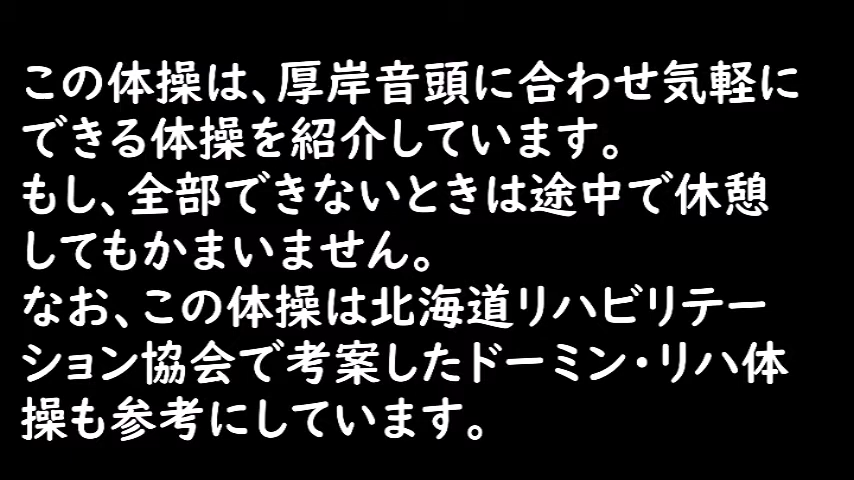 この体操は、厚岸音頭に合わせ気軽に
できる体操を紹介しています。
もし、全部できないときは途中で休憩
してもかまいません。
なお、この体操は北海道リハビリテー
ション協会で考案したドーミン・リハ体
操も参考にしています。